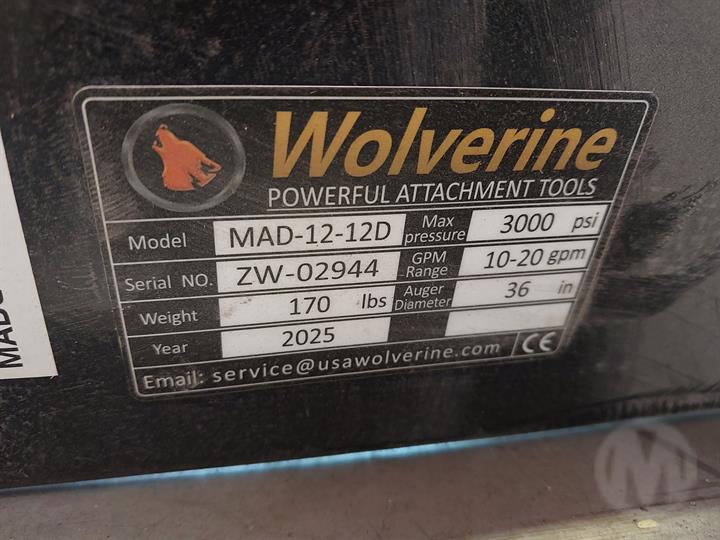 Wolverine
POWERFUL ATTACHMENT TOOLS
Model MAD-12-12D Max pressure 3000 psi
Serial NO. ZW-02944 GPM Range 10-20 gpm
Weight 170 lbs Auger Diameter 36 in
Year 2025
Email: service@usawolverine.com CE
M